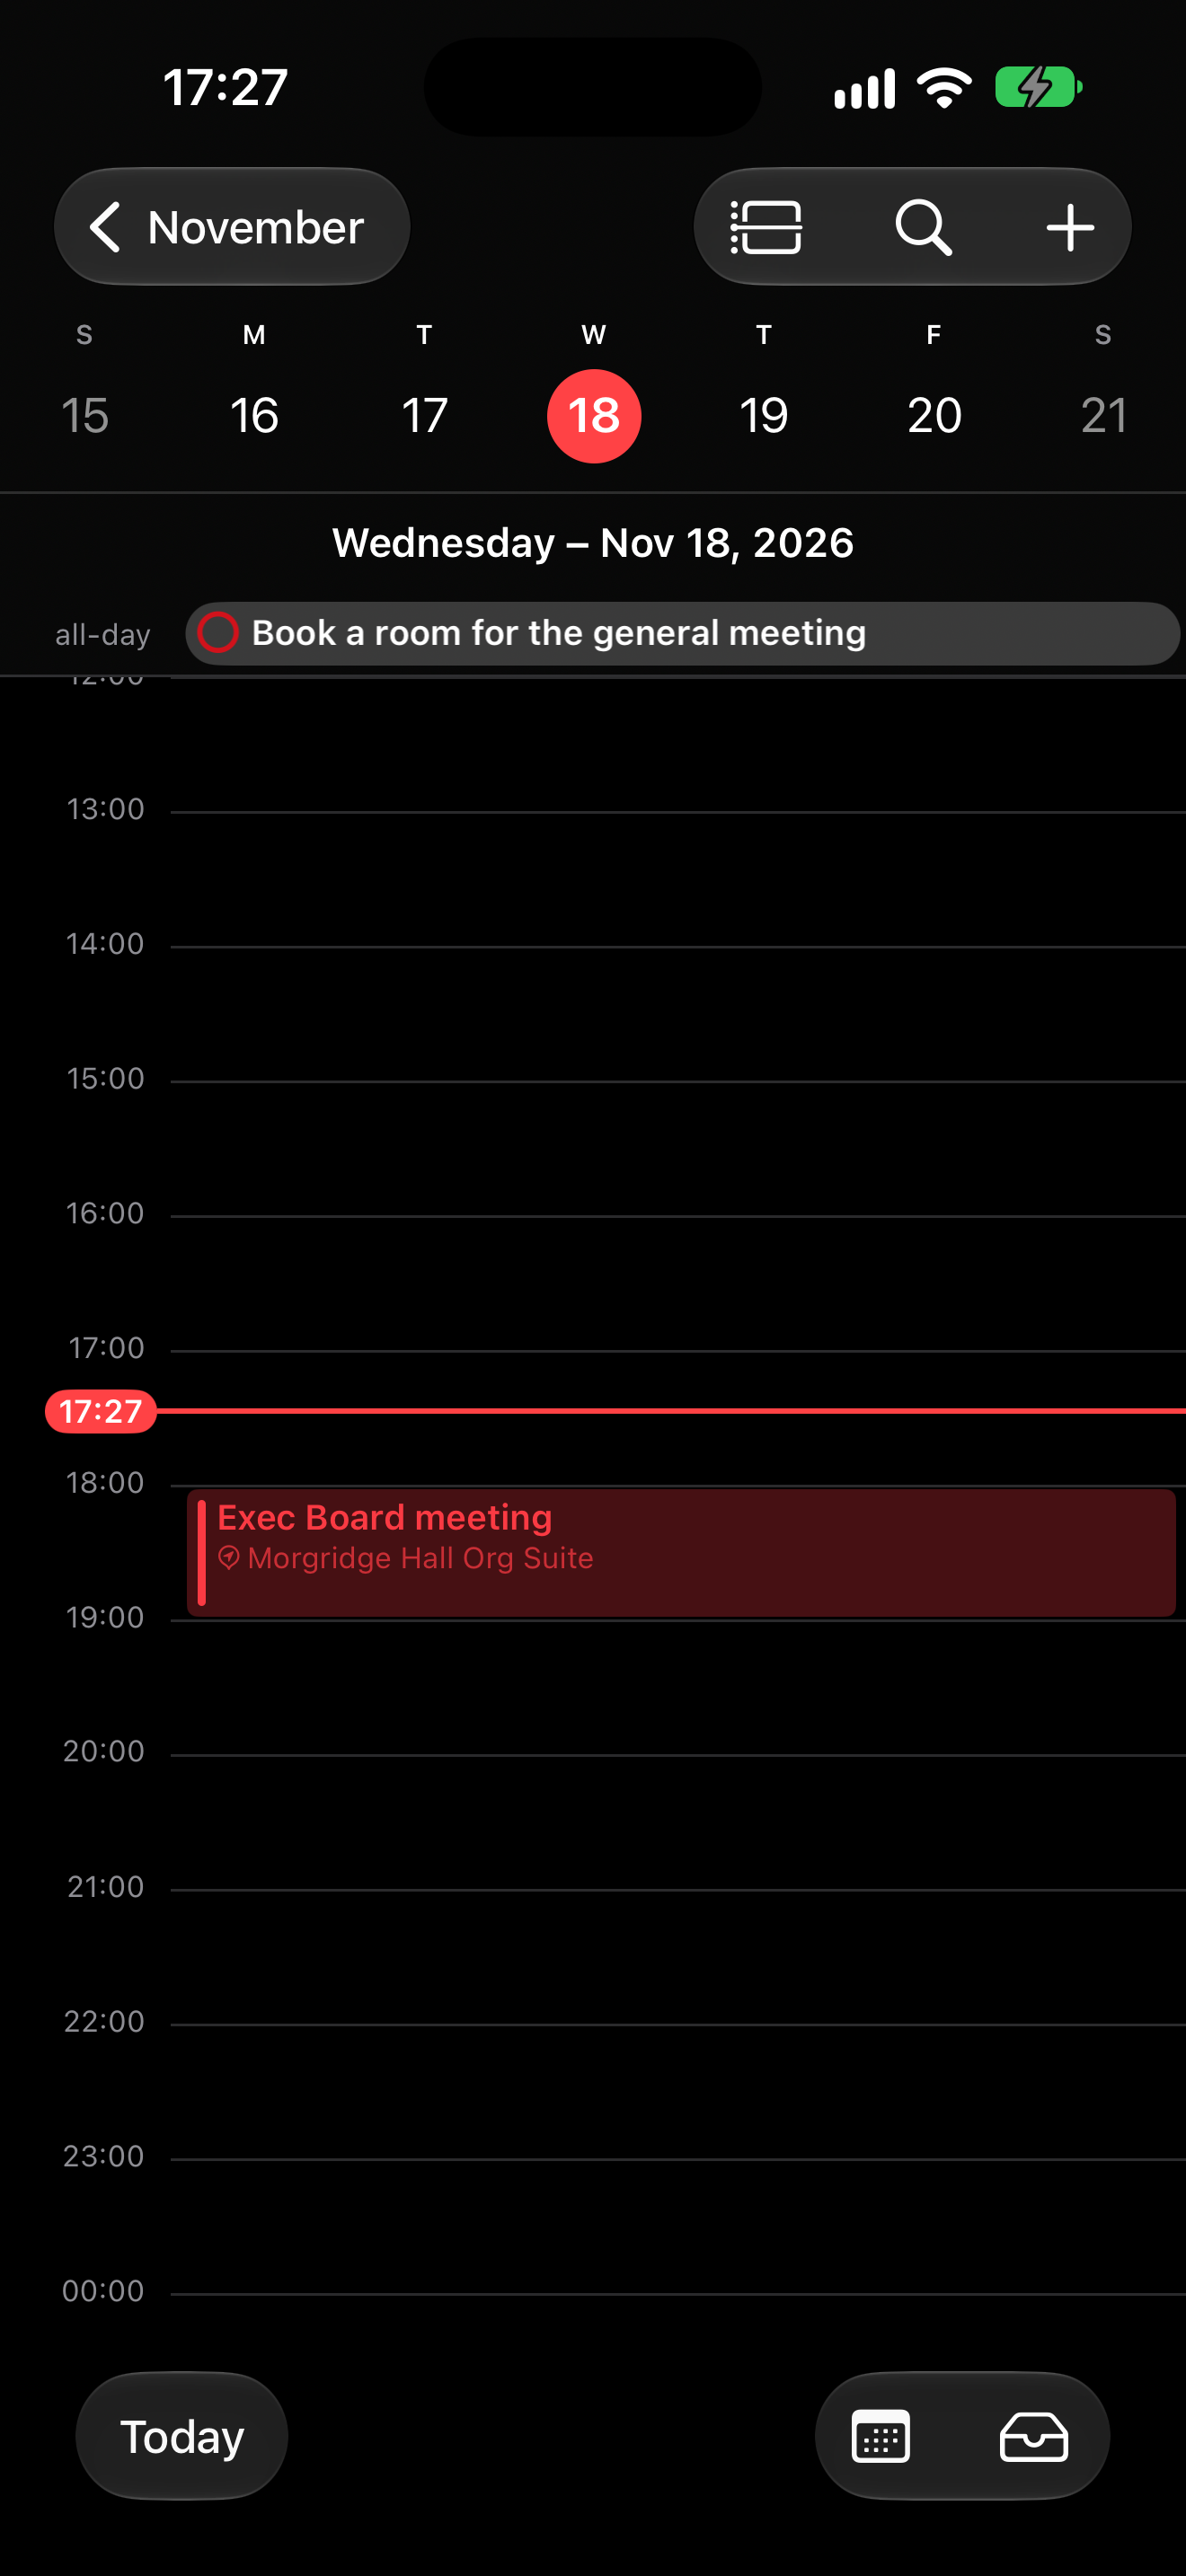 17:27
November
S M T W T F S
15 16 17 18 19 20 21
Wednesday – Nov 18, 2026
all-day Book a room for the general meeting
12:00
13:00
14:00
15:00
16:00
17:00
17:27
18:00
Exec Board meeting
Morgridge Hall Org Suite
19:00
20:00
21:00
22:00
23:00
00:00
Today